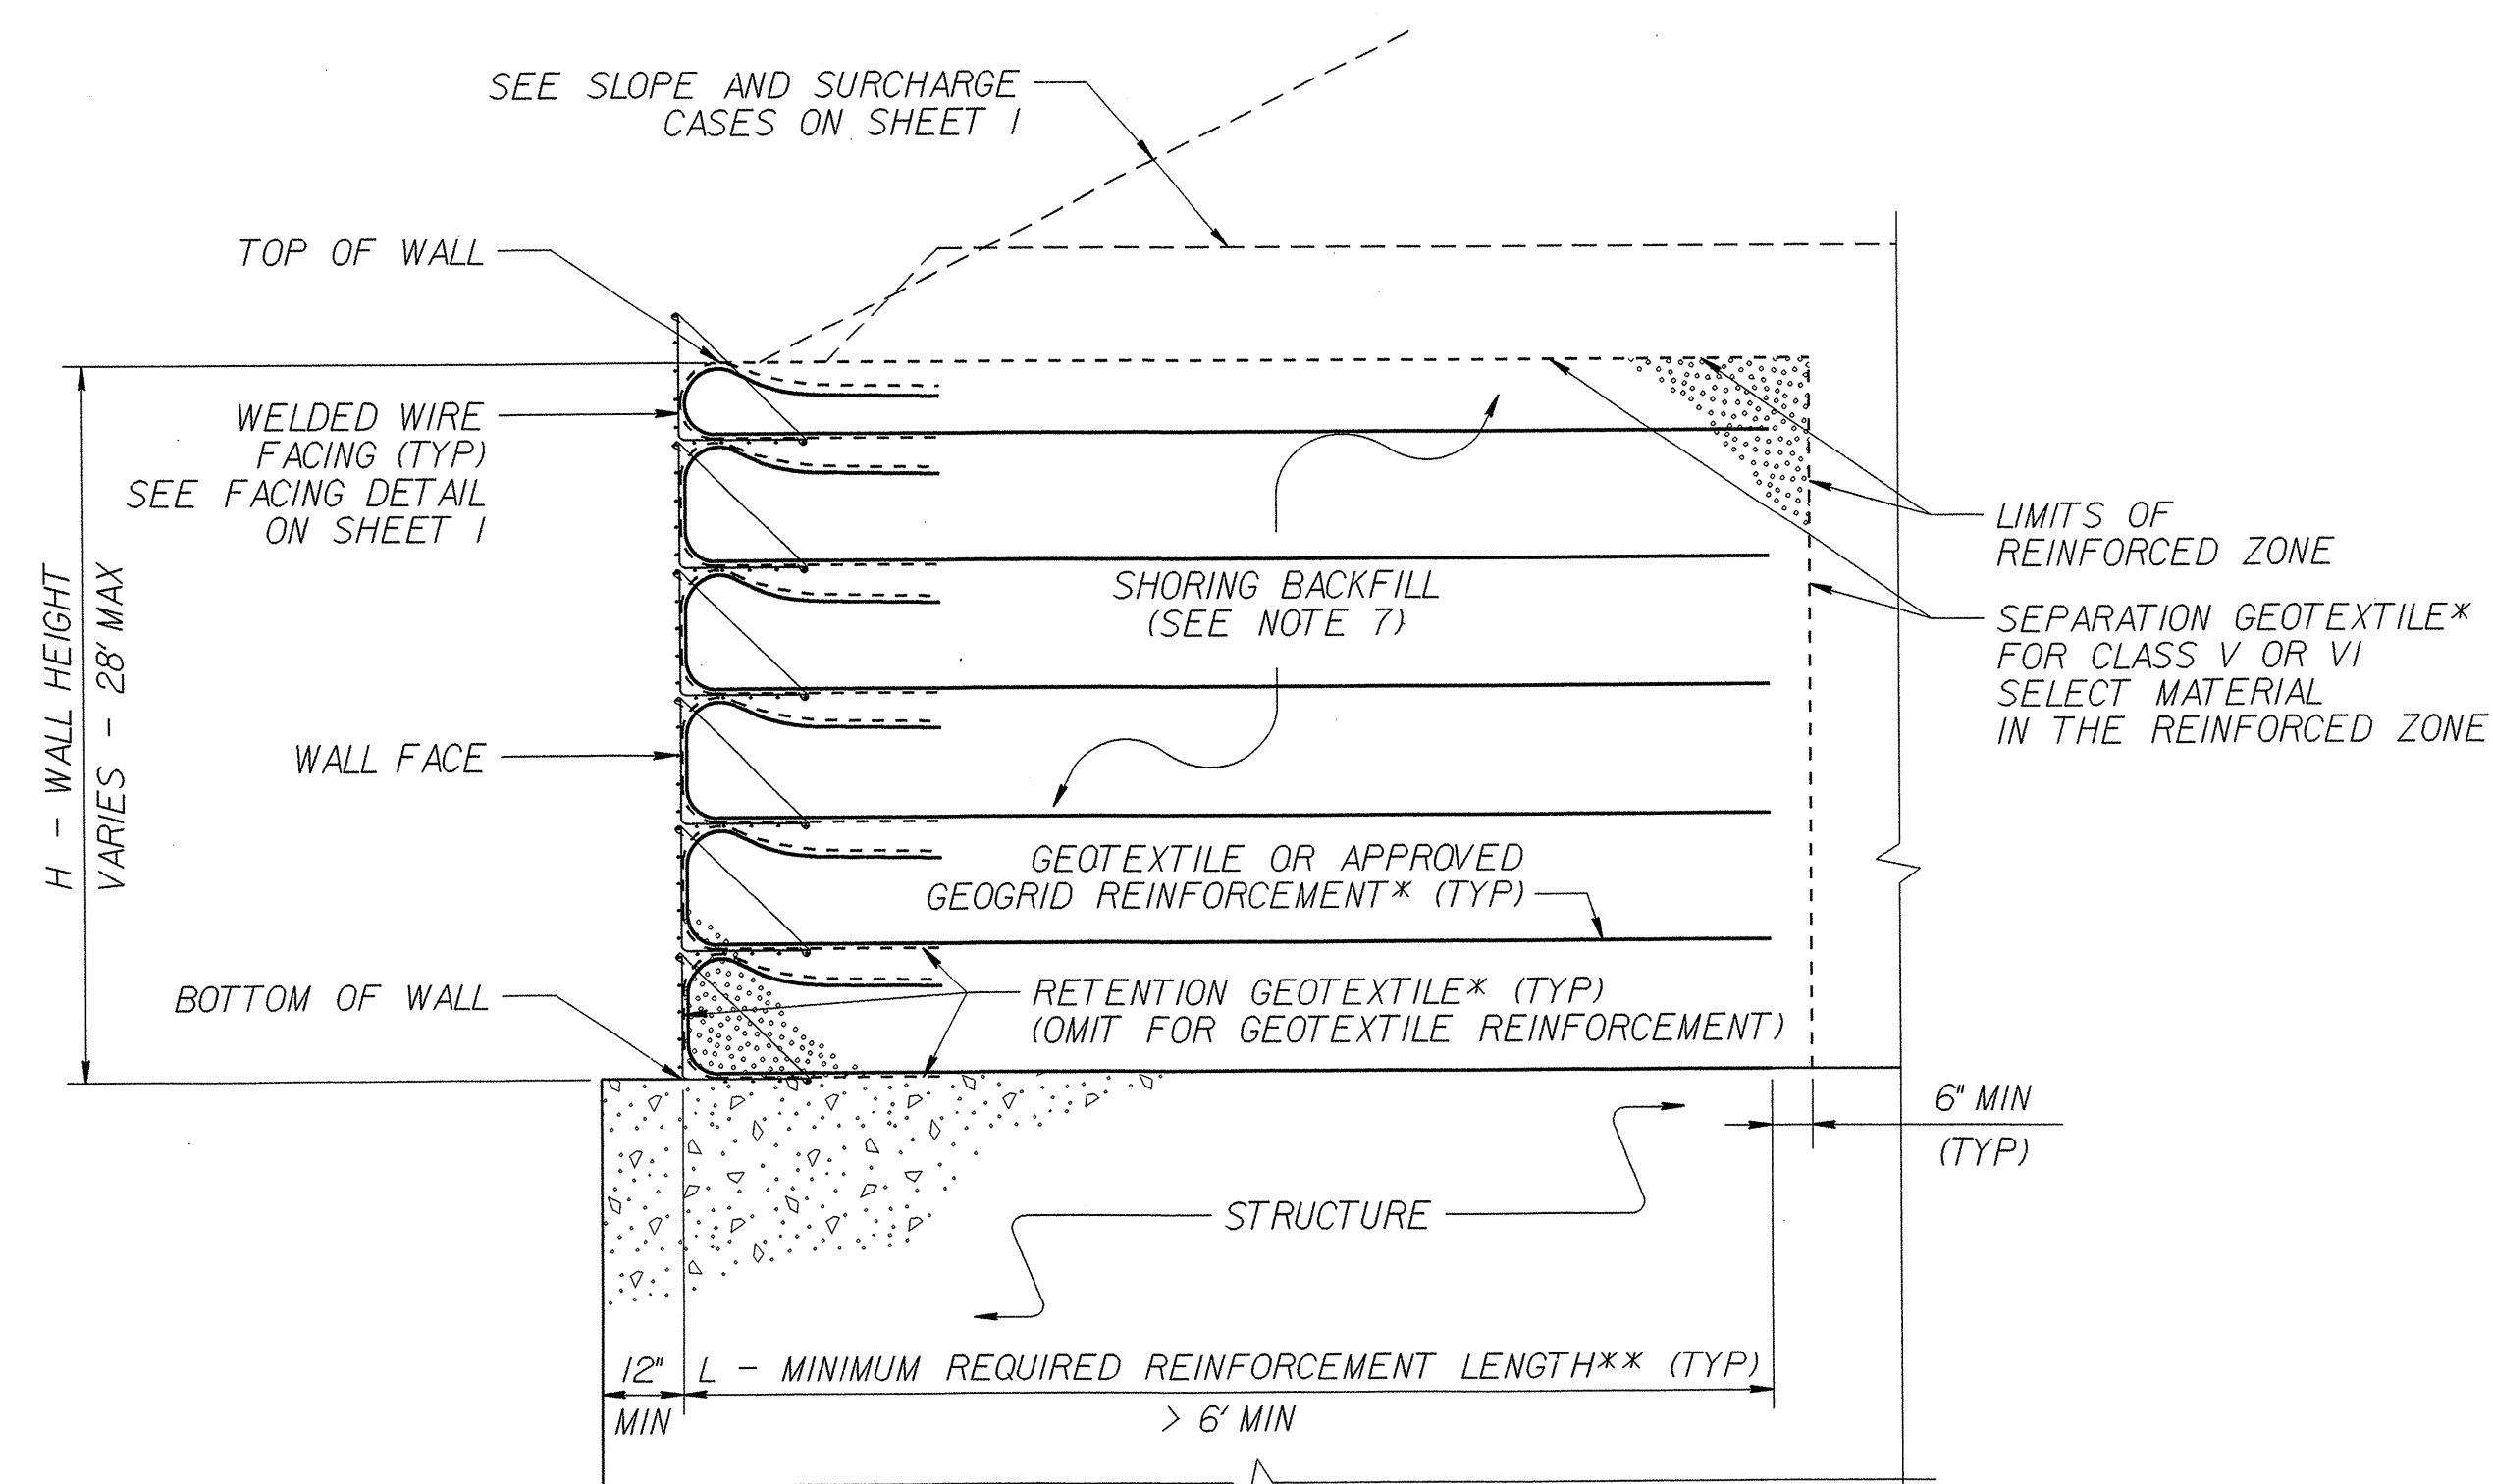 SEE SLOPE AND SURCHARGE
CASES ON SHEET 1
TOP OF WALL
WELDED WIRE
FACING (TYP)
SEE FACING DETAIL
ON SHEET 1
H - WALL HEIGHT
VARIES - 28' MAX
SHORING BACKFILL
(SEE NOTE 7)
LIMITS OF
REINFORCED ZONE
SEPARATION GEOTEXTILE*
FOR CLASS V OR VI
SELECT MATERIAL
IN THE REINFORCED ZONE
WALL FACE
GEOTEXTILE OR APPROVED
GEOGRID REINFORCEMENT* (TYP)
BOTTOM OF WALL
RETENTION GEOTEXTILE* (TYP)
(OMIT FOR GEOTEXTILE REINFORCEMENT)
6" MIN
(TYP)
STRUCTURE
12"
MIN
L - MINIMUM REQUIRED REINFORCEMENT LENGTH** (TYP)
> 6' MIN